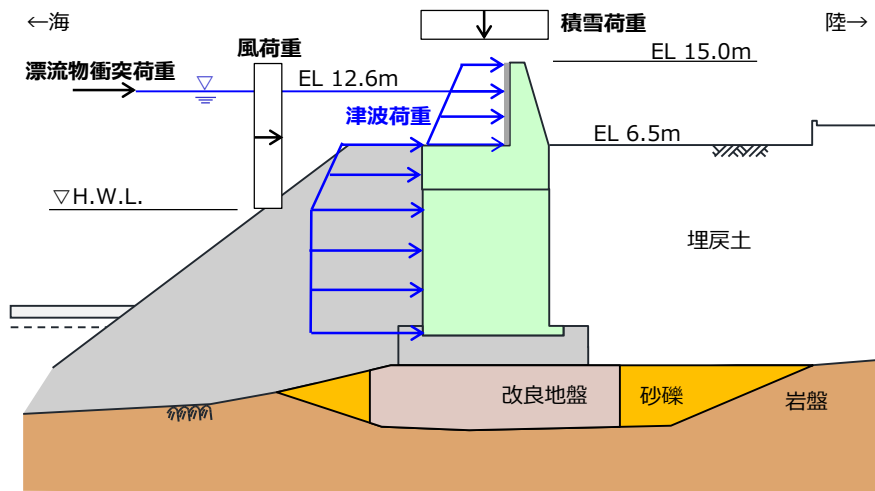 ←海
積雪荷重
陸→
風荷重
EL 15.0m
漂流物衝突荷重
EL 12.6m
津波荷重
EL 6.5m
▽H.W.L.
埋戻土
改良地盤
砂礫
岩盤